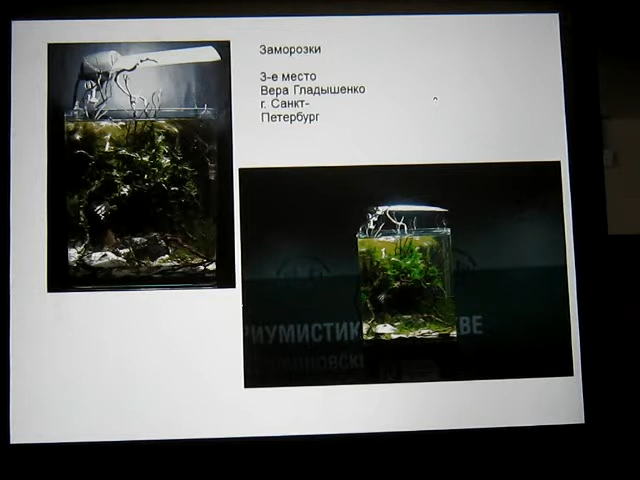 Заморозки
3-е место
Вера Гладышенко
г. Санкт-
Петербург
РИУМИСТИК
ВЕ